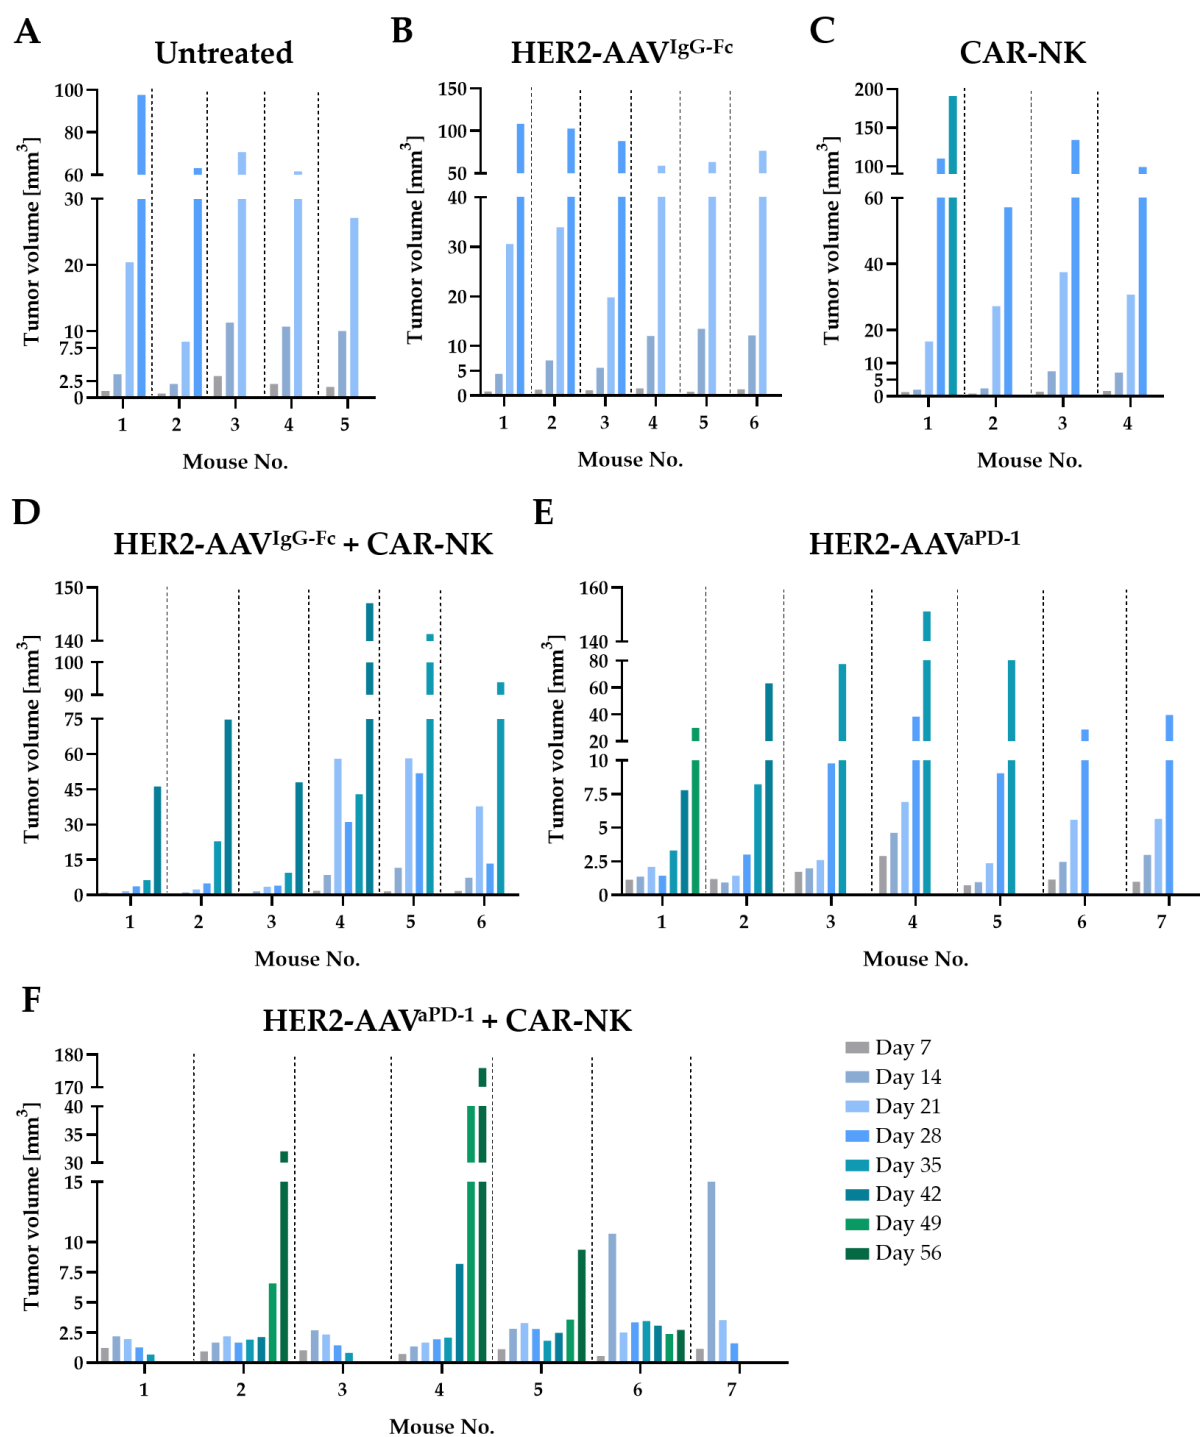 A
Untreated
Tumor volume [mm³]
100
80
60
30
20
10
7.5
2.5
0
1 2 3 4 5
Mouse No.
B
HER2-AAV^IgG-Fc
Tumor volume [mm³]
150
100
50
40
30
20
10
5
0
1 2 3 4 5 6
Mouse No.
C
CAR-NK
Tumor volume [mm³]
200
150
100
60
40
20
10
5
0
1 2 3 4
Mouse No.
D
HER2-AAV^IgG-Fc + CAR-NK
Tumor volume [mm³]
150
140
100
90
75
60
45
30
15
0
1 2 3 4 5 6
Mouse No.
E
HER2-AAV^aPD-1
Tumor volume [mm³]
160
140
80
60
40
20
10
7.5
5
2.5
0
1 2 3 4 5 6 7
Mouse No.
F
HER2-AAV^aPD-1 + CAR-NK
Tumor volume [mm³]
180
170
40
35
30
15
10
7.5
5
2.5
0
1 2 3 4 5 6 7
Mouse No.
Day 7
Day 14
Day 21
Day 28
Day 35
Day 42
Day 49
Day 56